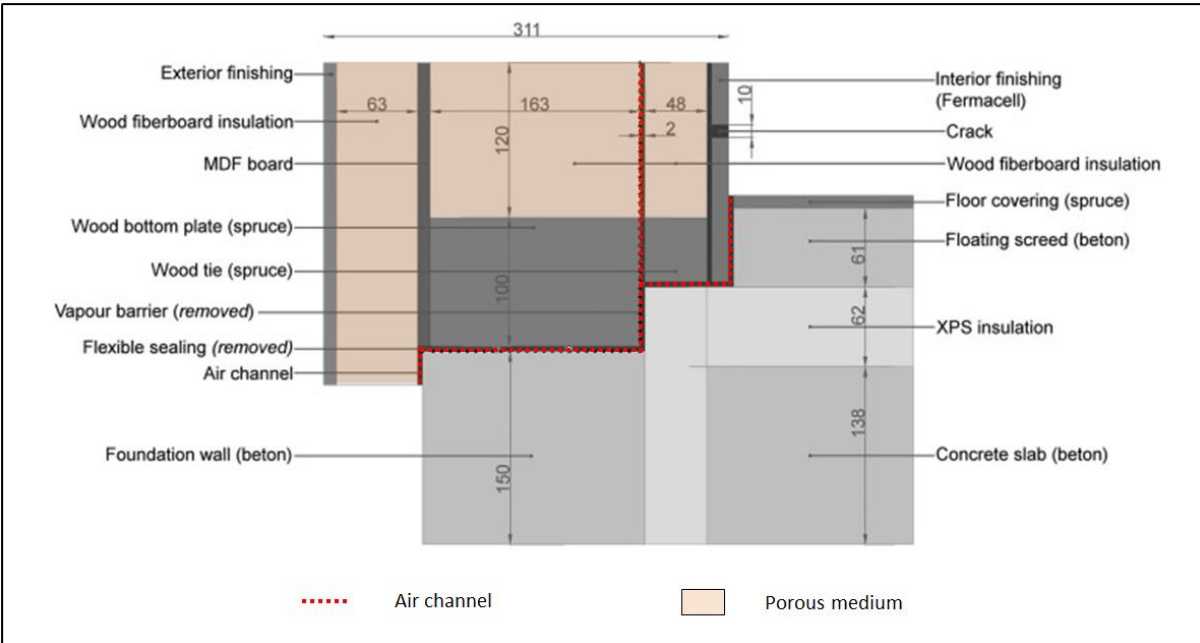 311
Exterior finishing
Wood fiberboard insulation
MDF board
Wood bottom plate (spruce)
Wood tie (spruce)
Vapour barrier (removed)
Flexible sealing (removed)
Air channel
Foundation wall (beton)
63
163
48
2
120
100
150
10
61
62
138
Interior finishing
(Fermacell)
Crack
Wood fiberboard insulation
Floor covering (spruce)
Floating screed (beton)
XPS insulation
Concrete slab (beton)
Air channel
Porous medium